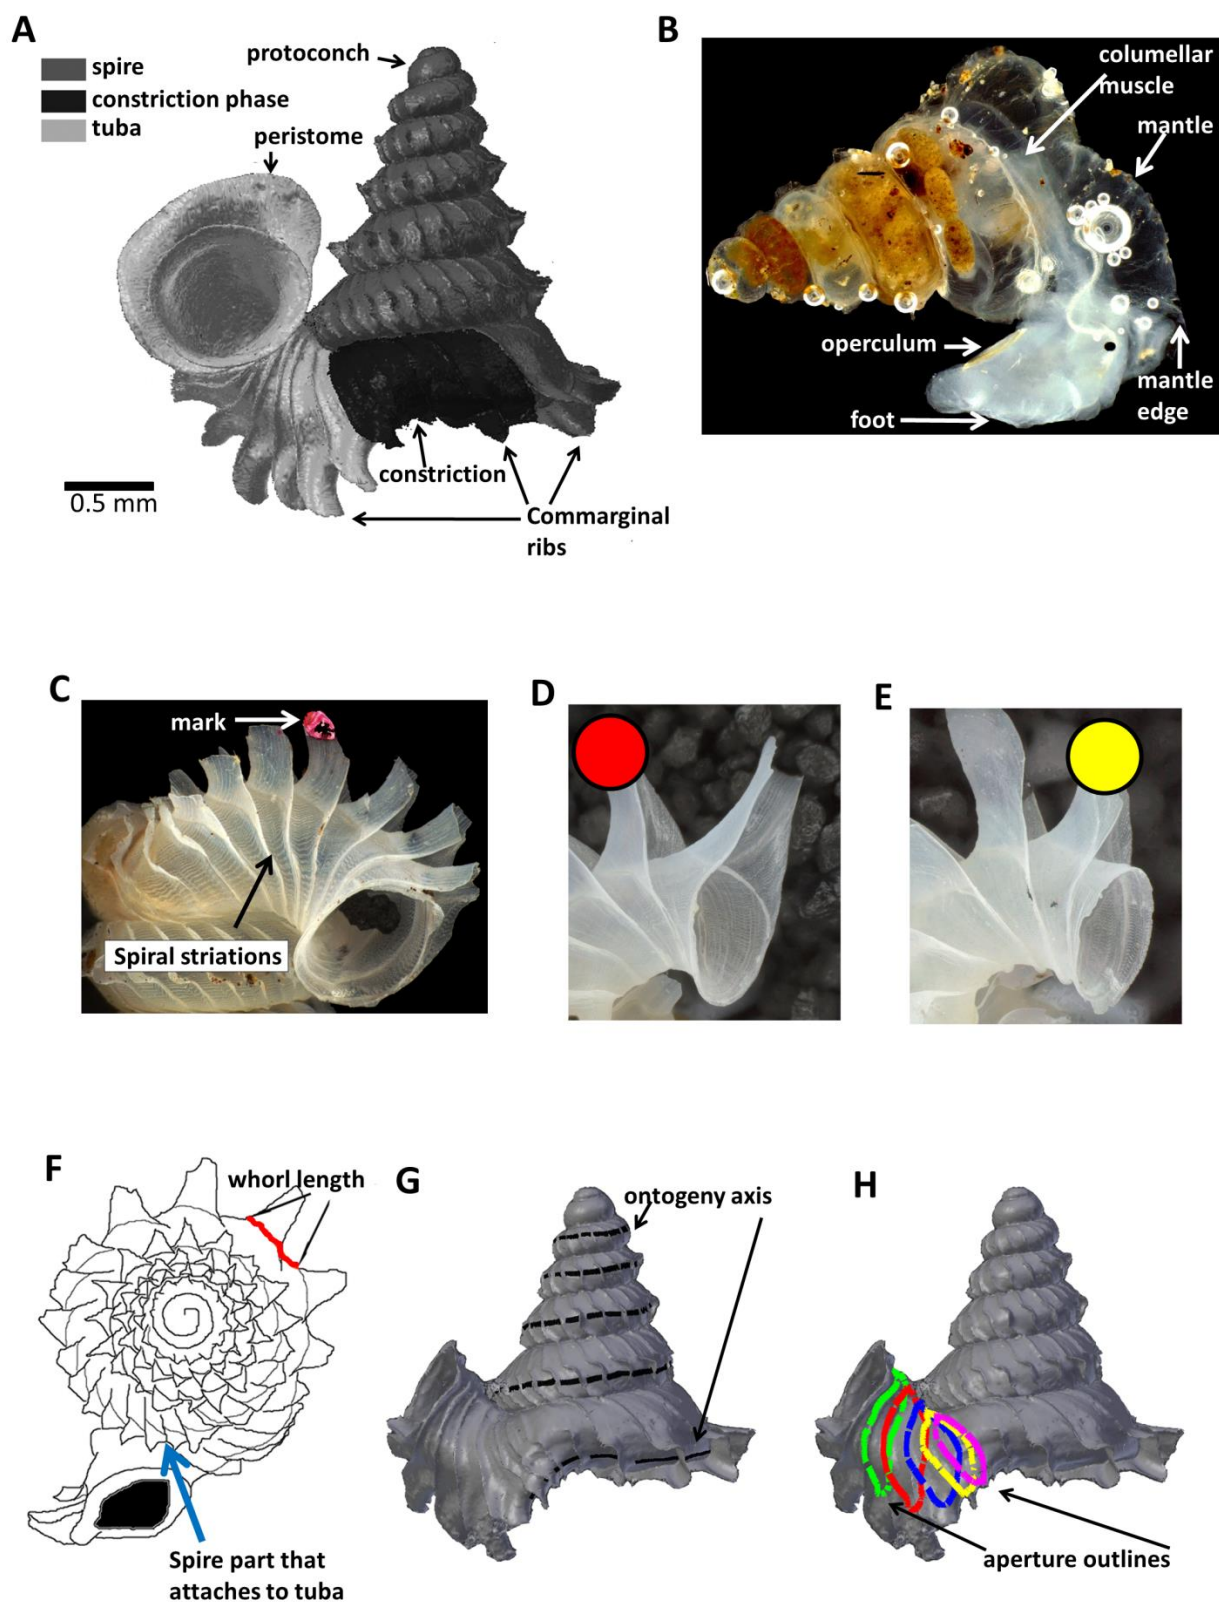 A
spire
constriction phase
tuba
protoconch
peristome
constriction
0.5 mm
Commarginal
ribs
B
columellar
muscle
mantle
operculum
foot
mantle
edge
C
mark
Spiral striations
D
E
F
whorl length
Spire part that
attaches to tuba
G
ontogeny axis
H
aperture outlines